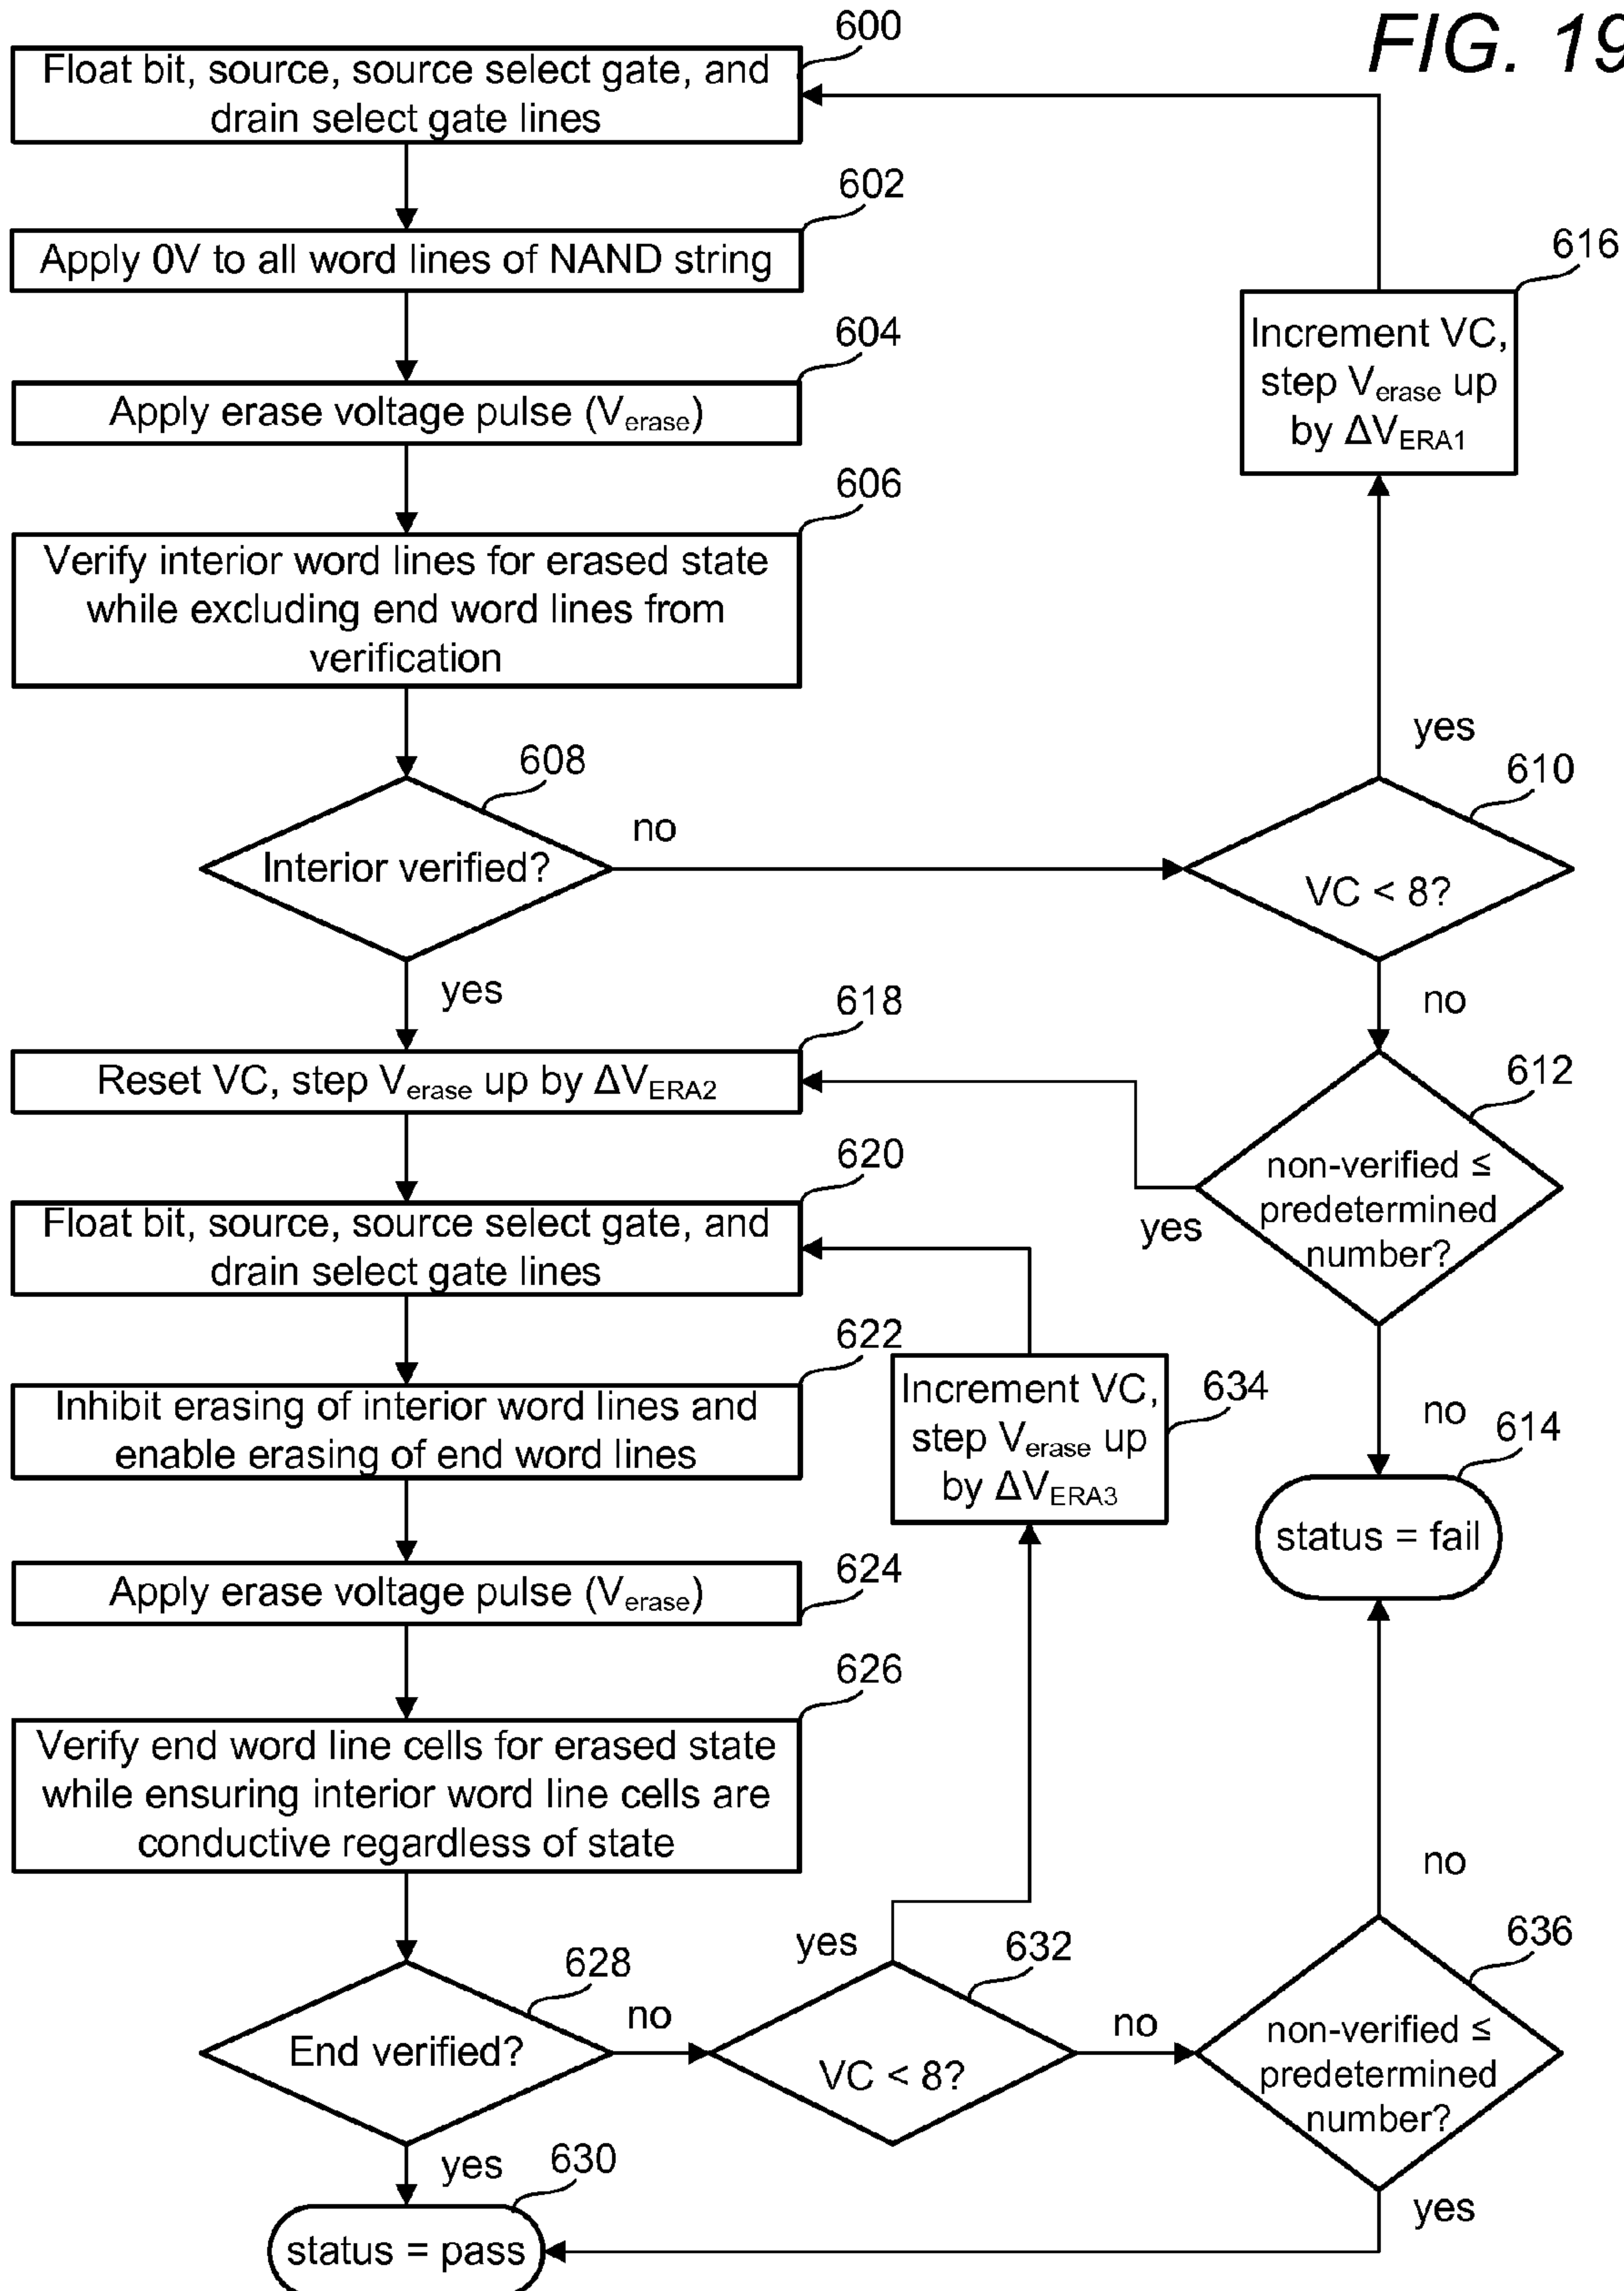 FIG. 19
600
Float bit, source, source select gate, and
drain select gate lines
602
Apply 0V to all word lines of NAND string
616
Increment VC,
step Verase up
by ΔVERA1
604
Apply erase voltage pulse (Verase)
606
Verify interior word lines for erased state
while excluding end word lines from
verification
608
Interior verified?
no
yes
610
VC < 8?
yes
no
618
Reset VC, step Verase up by ΔVERA2
612
non-verified ≤
predetermined
number?
yes
no
620
Float bit, source, source select gate, and
drain select gate lines
622
Inhibit erasing of interior word lines and
enable erasing of end word lines
634
Increment VC,
step Verase up
by ΔVERA3
614
status = fail
624
Apply erase voltage pulse (Verase)
626
Verify end word line cells for erased state
while ensuring interior word line cells are
conductive regardless of state
628
End verified?
no
yes
632
VC < 8?
yes
no
636
non-verified ≤
predetermined
number?
no
yes
630
status = pass